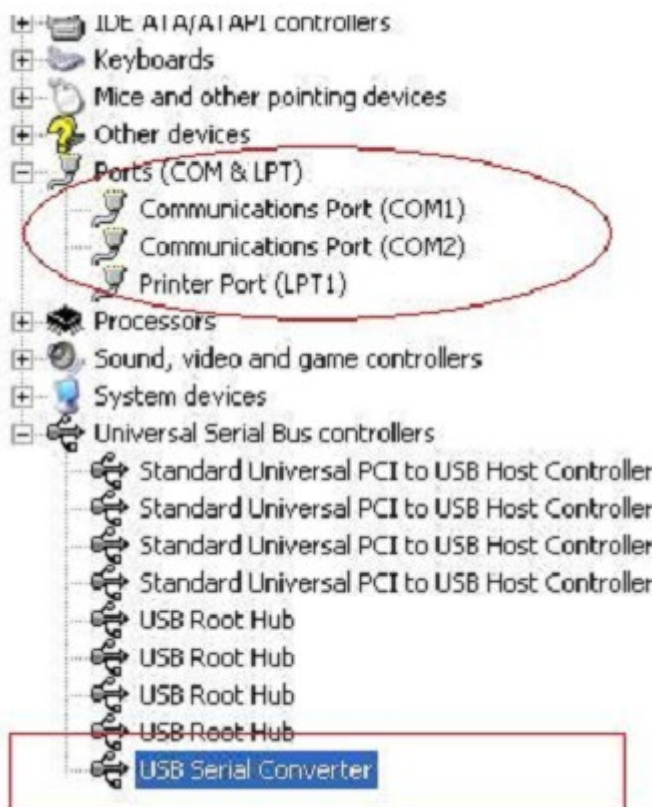 IDE ATA/ATAPI controllers
Keyboards
Mice and other pointing devices
Other devices
Ports (COM & LPT)
Communications Port (COM1)
Communications Port (COM2)
Printer Port (LPT1)
Processors
Sound, video and game controllers
System devices
Universal Serial Bus controllers
Standard Universal PCI to USB Host Controller
Standard Universal PCI to USB Host Controller
Standard Universal PCI to USB Host Controller
Standard Universal PCI to USB Host Controller
USB Root Hub
USB Root Hub
USB Root Hub
USB Root Hub
USB Serial Converter